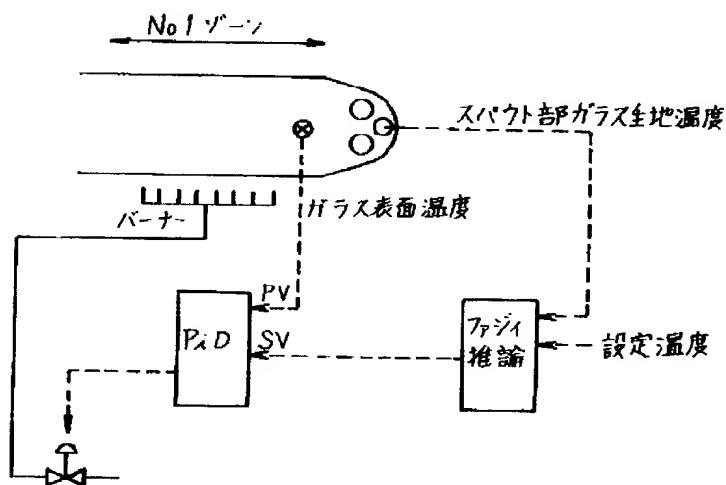 No1ゾーン
スパウト部ガラス生地温度
ガラス表面温度
バーナー
PV
PiD
SV
ファジィ
推論
設定温度